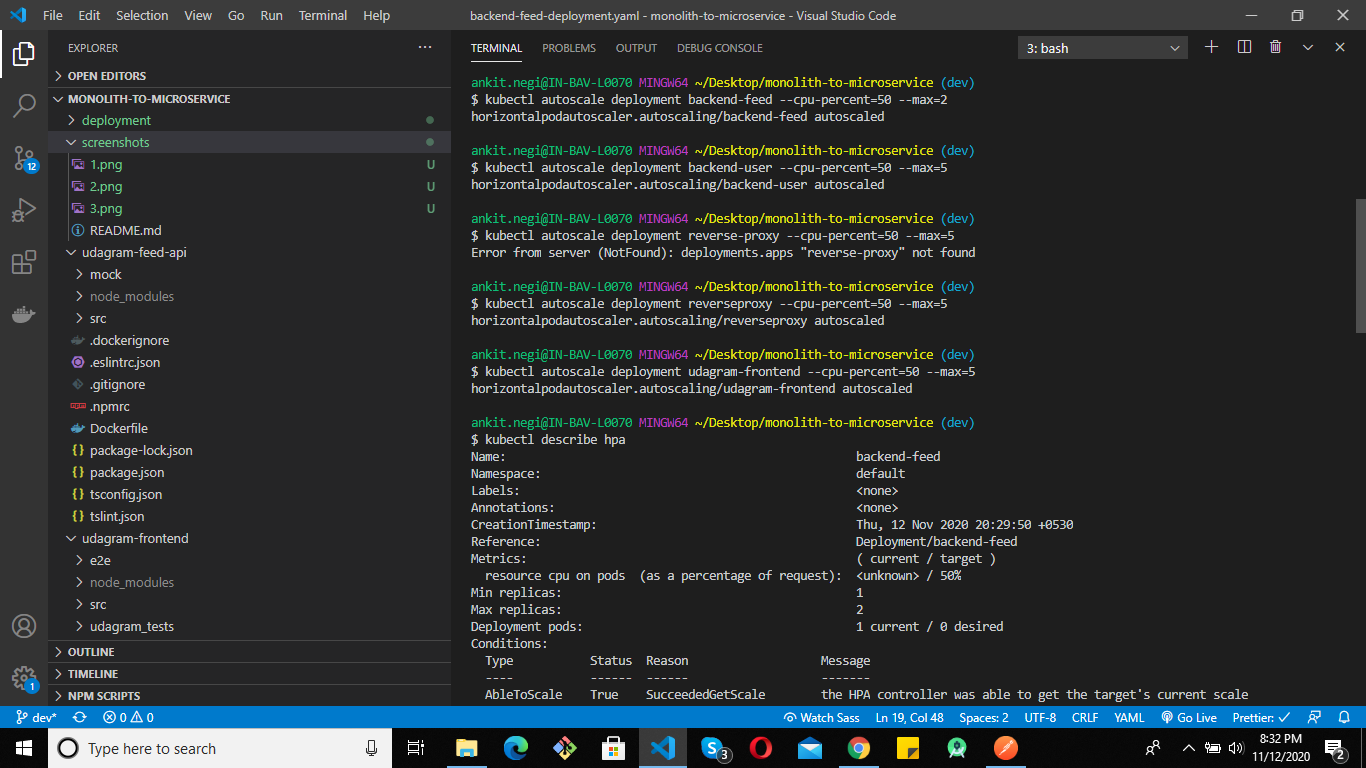 File Edit Selection View Go Run Terminal Help backend-feed-deployment.yaml - monolith-to-microservice - Visual Studio Code
EXPLORER
OPEN EDITORS
MONOLITH-TO-MICROSERVICE
deployment
screenshots
1.png U
2.png U
3.png U
README.md
udagram-feed-api
mock
node_modules
src
.dockerignore
.eslintrc.json
.gitignore
.npmrc
Dockerfile
package-lock.json
package.json
tsconfig.json
tslint.json
udagram-frontend
e2e
node_modules
src
udagram_tests
OUTLINE
TIMELINE
NPM SCRIPTS
12
1
TERMINAL PROBLEMS OUTPUT DEBUG CONSOLE 3: bash
ankit.negi@IN-BAV-L0070 MINGW64 ~/Desktop/monolith-to-microservice (dev)
$ kubectl autoscale deployment backend-feed --cpu-percent=50 --max=2
horizontalpodautoscaler.autoscaling/backend-feed autoscaled
ankit.negi@IN-BAV-L0070 MINGW64 ~/Desktop/monolith-to-microservice (dev)
$ kubectl autoscale deployment backend-user --cpu-percent=50 --max=5
horizontalpodautoscaler.autoscaling/backend-user autoscaled
ankit.negi@IN-BAV-L0070 MINGW64 ~/Desktop/monolith-to-microservice (dev)
$ kubectl autoscale deployment reverse-proxy --cpu-percent=50 --max=5
Error from server (NotFound): deployments.apps "reverse-proxy" not found
ankit.negi@IN-BAV-L0070 MINGW64 ~/Desktop/monolith-to-microservice (dev)
$ kubectl autoscale deployment reverseproxy --cpu-percent=50 --max=5
horizontalpodautoscaler.autoscaling/reverseproxy autoscaled
ankit.negi@IN-BAV-L0070 MINGW64 ~/Desktop/monolith-to-microservice (dev)
$ kubectl autoscale deployment udagram-frontend --cpu-percent=50 --max=5
horizontalpodautoscaler.autoscaling/udagram-frontend autoscaled
ankit.negi@IN-BAV-L0070 MINGW64 ~/Desktop/monolith-to-microservice (dev)
$ kubectl describe hpa
Name: backend-feed
Namespace: default
Labels: <none>
Annotations: <none>
CreationTimestamp: Thu, 12 Nov 2020 20:29:50 +0530
Reference: Deployment/backend-feed
Metrics: ( current / target )
resource cpu on pods (as a percentage of request): <unknown> / 50%
Min replicas: 1
Max replicas: 2
Deployment pods: 1 current / 0 desired
Conditions:
Type Status Reason Message
---- ------ ------ -------
AbleToScale True SucceededGetScale the HPA controller was able to get the target's current scale
dev* 0 0 Watch Sass Ln 19, Col 48 Spaces: 2 UTF-8 CRLF YAML Go Live Prettier: ✓
Type here to search 3 8:32 PM
11/12/2020 2